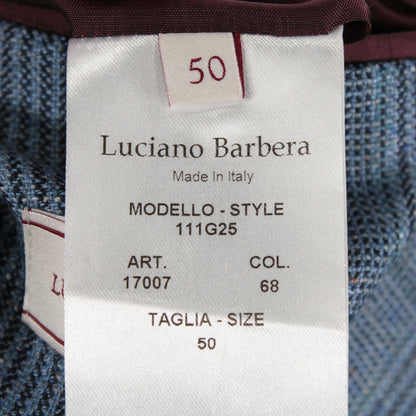 50
Luciano Barbera
Made In Italy
MODELLO - STYLE
111G25
ART. COL.
17007 68
TAGLIA - SIZE
50